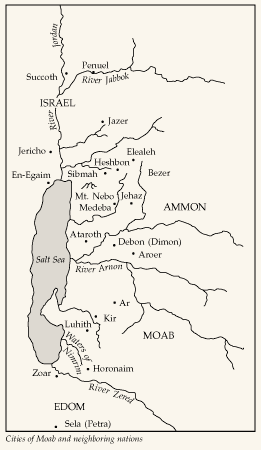 Jordan
Penuel
Succoth
River Jabbok
ISRAEL
River
Jazer
Jericho
Elealeh
Heshbon
En-Egaim
Sibmah
Bezer
Mt. Nebo
Jehaz
Medeba
AMMON
Ataroth
Debon (Dimon)
Salt Sea
Aroer
River Arnon
Ar
Kir
Luhith
MOAB
Waters of
Nimrim
Zoar
Horonaim
River Zered
EDOM
Sela (Petra)
Cities of Moab and neighboring nations